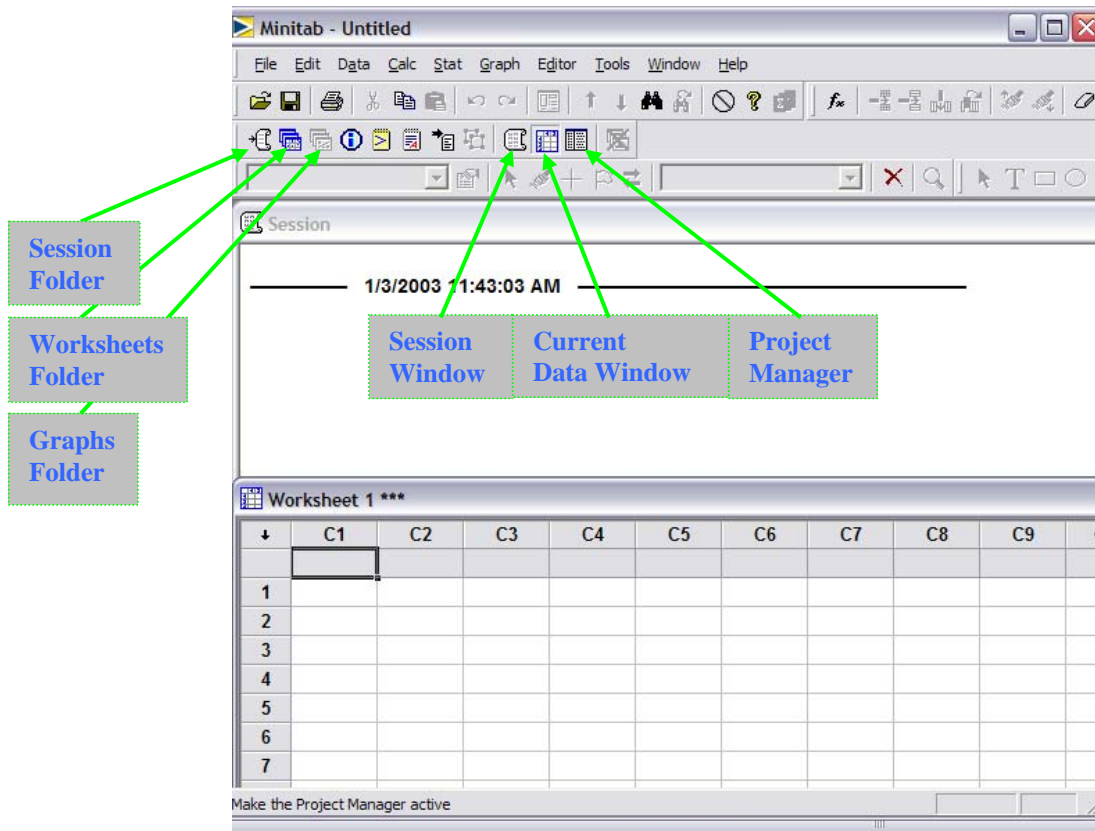 Minitab - Untitled
File Edit Data Calc Stat Graph Editor Tools Window Help
Session
1/3/2003 11:43:03 AM
Session
Folder
Worksheets
Folder
Graphs
Folder
Session
Window
Current
Data Window
Project
Manager
Worksheet 1 ***
C1 C2 C3 C4 C5 C6 C7 C8 C9
1
2
3
4
5
6
7
Make the Project Manager active